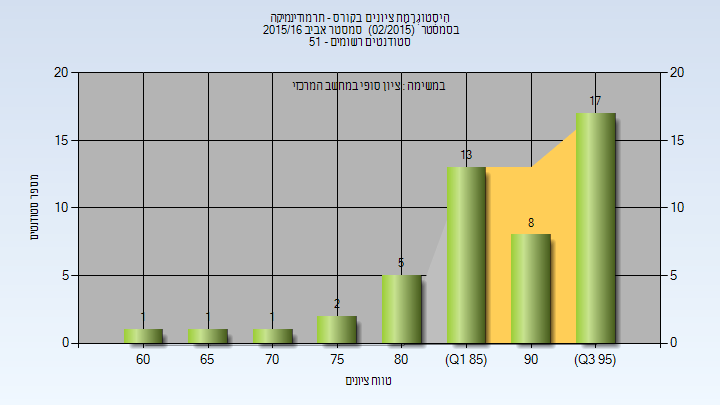 היסטוגרמת ציונים בקורס - תרמודינמיקה
בסמסטר (02/2015) סמסטר אביב 2015/16
סטודנטים רשומים - 51
במשימה : ציון סופי במחשב המרכזי
20 20
15 15
10 10
5 5
0 0
1 1 1 2 5 13 8 17
מספר סטודנטים
60 65 70 75 80 (Q1 85) 90 (Q3 95)
טווח ציונים